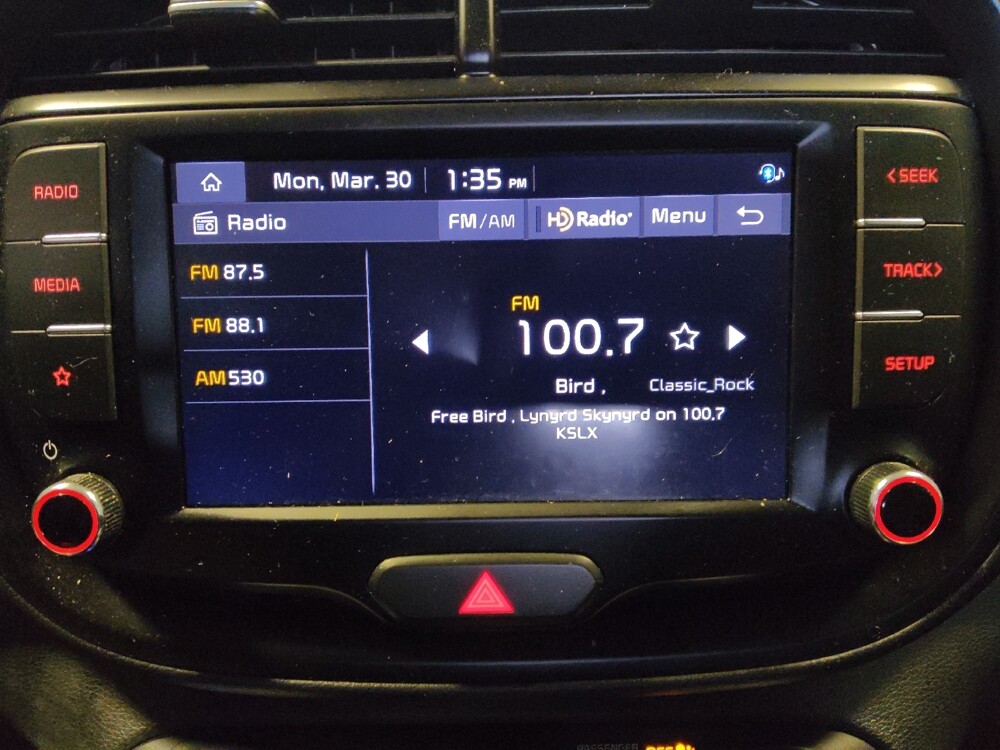 Mon, Mar. 30 1:35 PM
RADIO
MEDIA
Radio FM/AM HD Radio Menu
FM 87.5
FM 88.1
AM 530
FM
100.7
Bird , Classic_Rock
Free Bird , Lynyrd Skynyrd on 100.7
KSLX
< SEEK
TRACK >
SETUP
PASSENGER